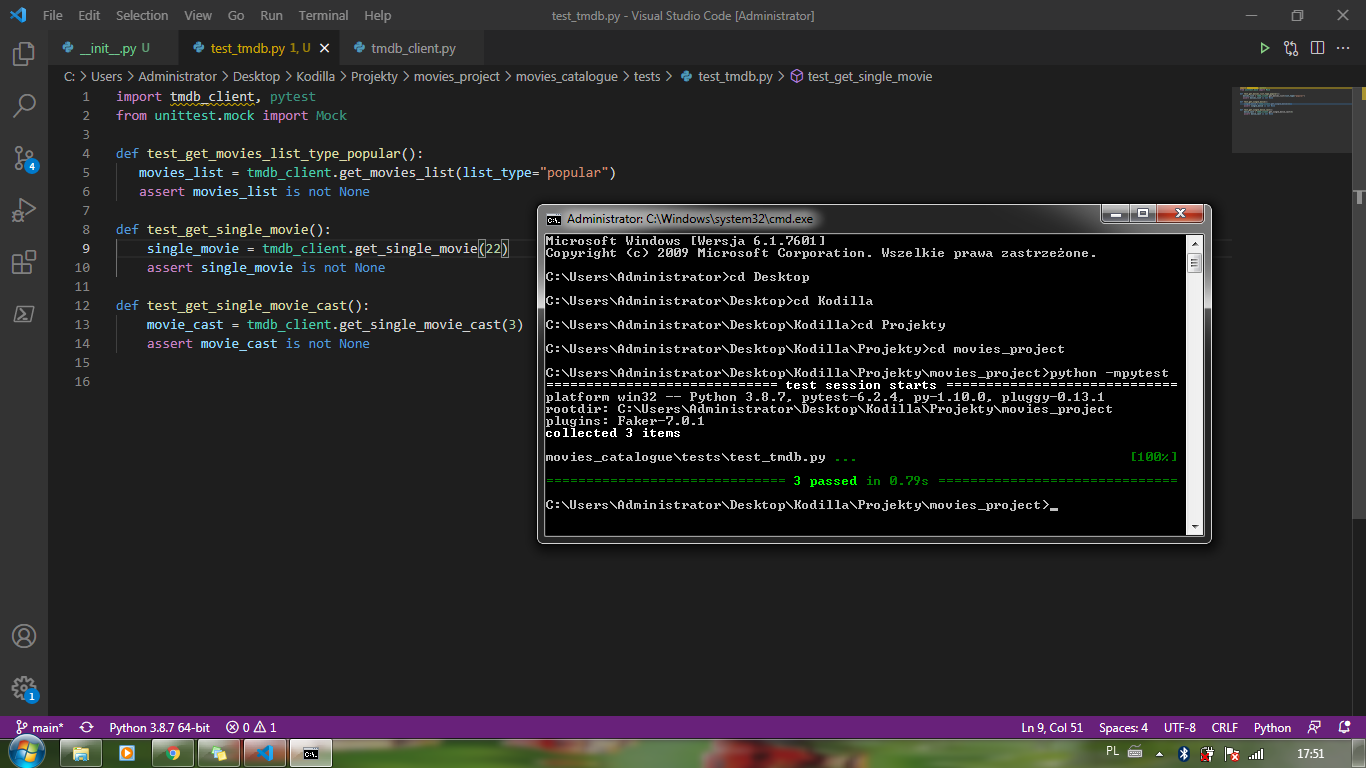 File Edit Selection View Go Run Terminal Help test_tmdb.py - Visual Studio Code [Administrator]
__init__.py U test_tmdb.py 1, U tmdb_client.py
C: > Users > Administrator > Desktop > Kodilla > Projekty > movies_project > movies_catalogue > tests > test_tmdb.py > test_get_single_movie
1 import tmdb_client, pytest
2 from unittest.mock import Mock
3
4 def test_get_movies_list_type_popular():
5 movies_list = tmdb_client.get_movies_list(list_type="popular")
6 assert movies_list is not None
7
8 def test_get_single_movie():
9 single_movie = tmdb_client.get_single_movie(22)
10 assert single_movie is not None
11
12 def test_get_single_movie_cast():
13 movie_cast = tmdb_client.get_single_movie_cast(3)
14 assert movie_cast is not None
15
16
4
1
Administrator: C:\Windows\system32\cmd.exe
Microsoft Windows [Wersja 6.1.7601]
Copyright (c) 2009 Microsoft Corporation. Wszelkie prawa zastrzeżone.
C:\Users\Administrator>cd Desktop
C:\Users\Administrator\Desktop>cd Kodilla
C:\Users\Administrator\Desktop\Kodilla>cd Projekty
C:\Users\Administrator\Desktop\Kodilla\Projekty>cd movies_project
C:\Users\Administrator\Desktop\Kodilla\Projekty\movies_project>python -mpytest
============================= test session starts =============================
platform win32 -- Python 3.8.7, pytest-6.2.4, py-1.10.0, pluggy-0.13.1
rootdir: C:\Users\Administrator\Desktop\Kodilla\Projekty\movies_project
plugins: Faker-7.0.1
collected 3 items
movies_catalogue\tests\test_tmdb.py ... [100%]
============================== 3 passed in 0.79s ==============================
C:\Users\Administrator\Desktop\Kodilla\Projekty\movies_project>_
main* Python 3.8.7 64-bit 0 1 Ln 9, Col 51 Spaces: 4 UTF-8 CRLF Python
PL 17:51